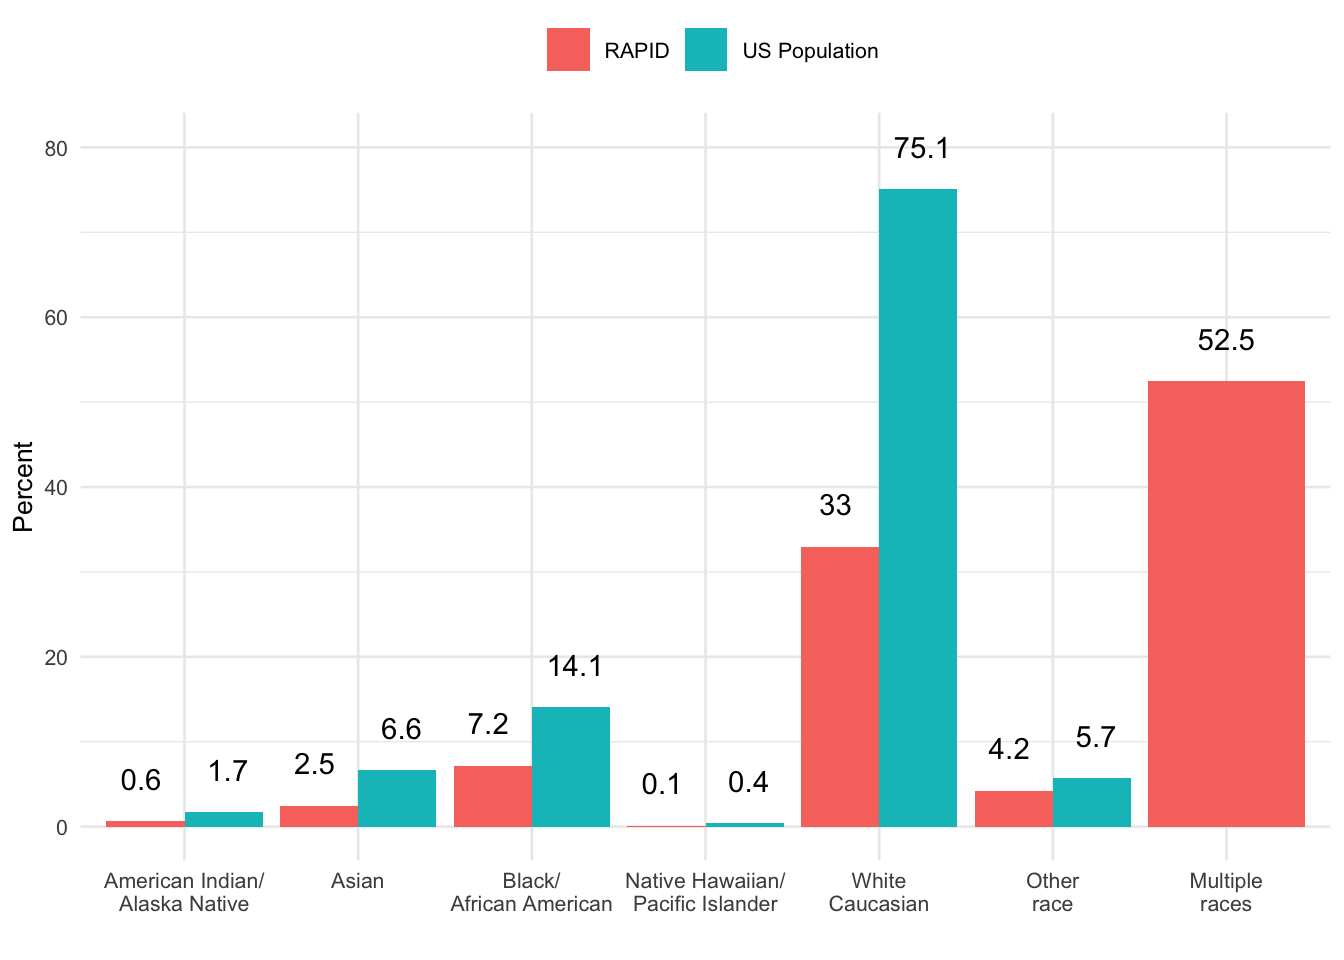 RAPID US Population
80
75.1
60
52.5
Percent
40
33
20
14.1
7.2
6.6
2.5
0.6
1.7
0.1
0.4
4.2
5.7
0
American Indian/
Alaska Native
Asian
Black/
African American
Native Hawaiian/
Pacific Islander
White
Caucasian
Other
race
Multiple
races